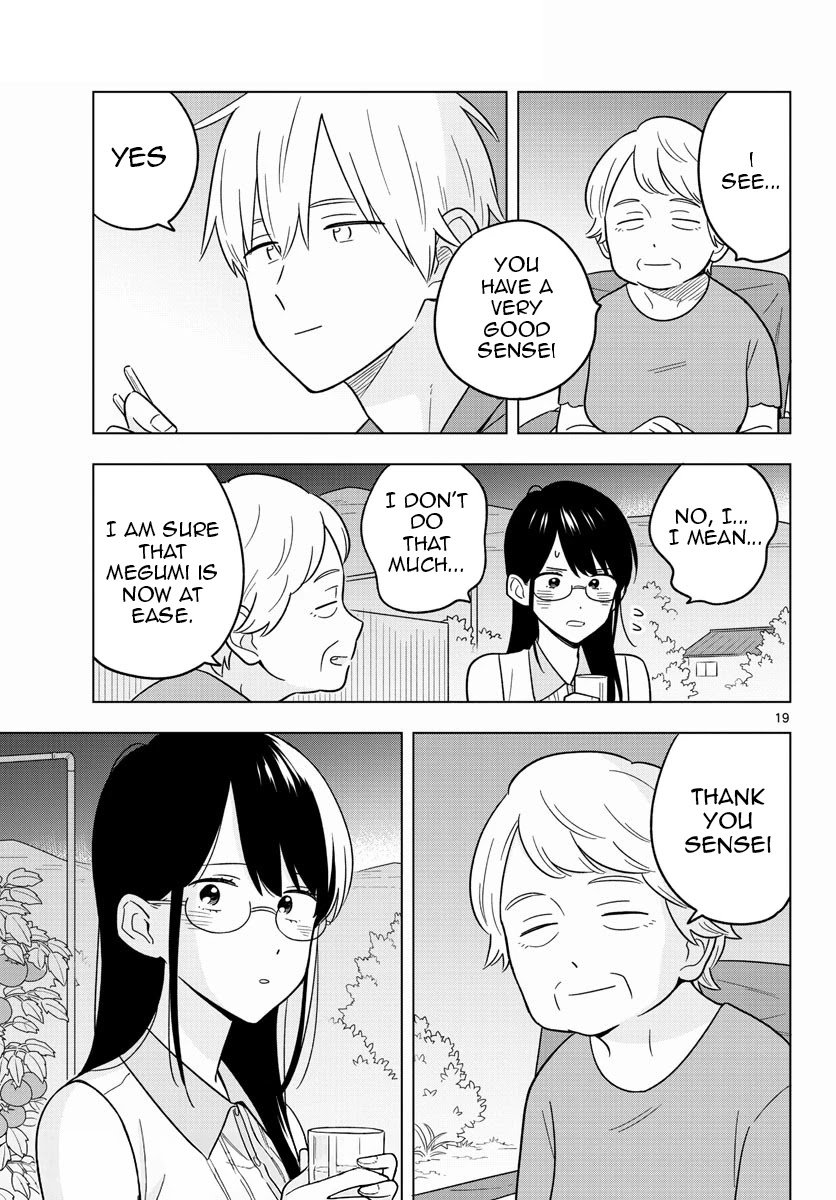 I
SEE...
YOU
HAVE A
VERY
GOOD
SENSEI
YES
NO, I...
I MEAN...
I DON'T
DO
THAT
MUCH...
I AM SURE
THAT
MEGUMI IS
NOW AT
EASE.
19
THANK
YOU
SENSEI